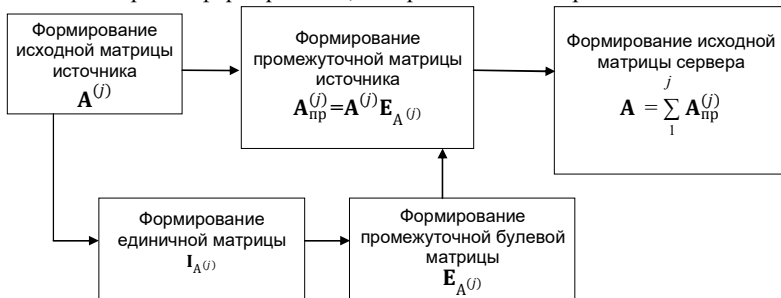 Формирование
исходной матрицы
источника
A^(j)
Формирование
промежуточной матрицы
источника
A_пр^(j)=A^(j)E_A^(j)
Формирование исходной
матрицы сервера
j
A = ∑ A_пр^(j)
1
Формирование
единичной матрицы
I_A^(j)
Формирование
промежуточной булевой
матрицы
E_A^(j)